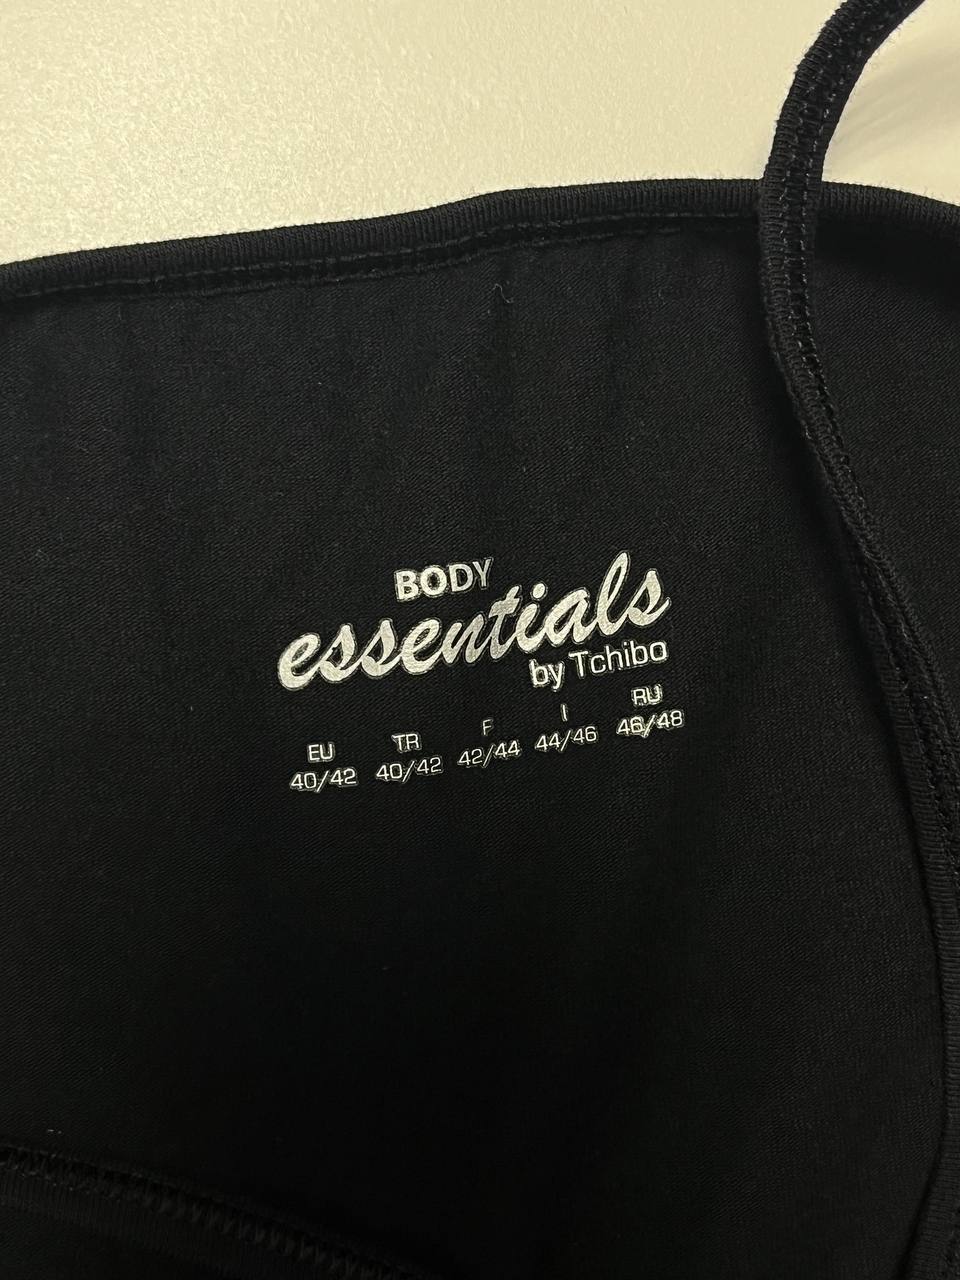 BODY
essentials
by Tchibo
EU TR F I RU
40/42 40/42 42/44 44/46 46/48